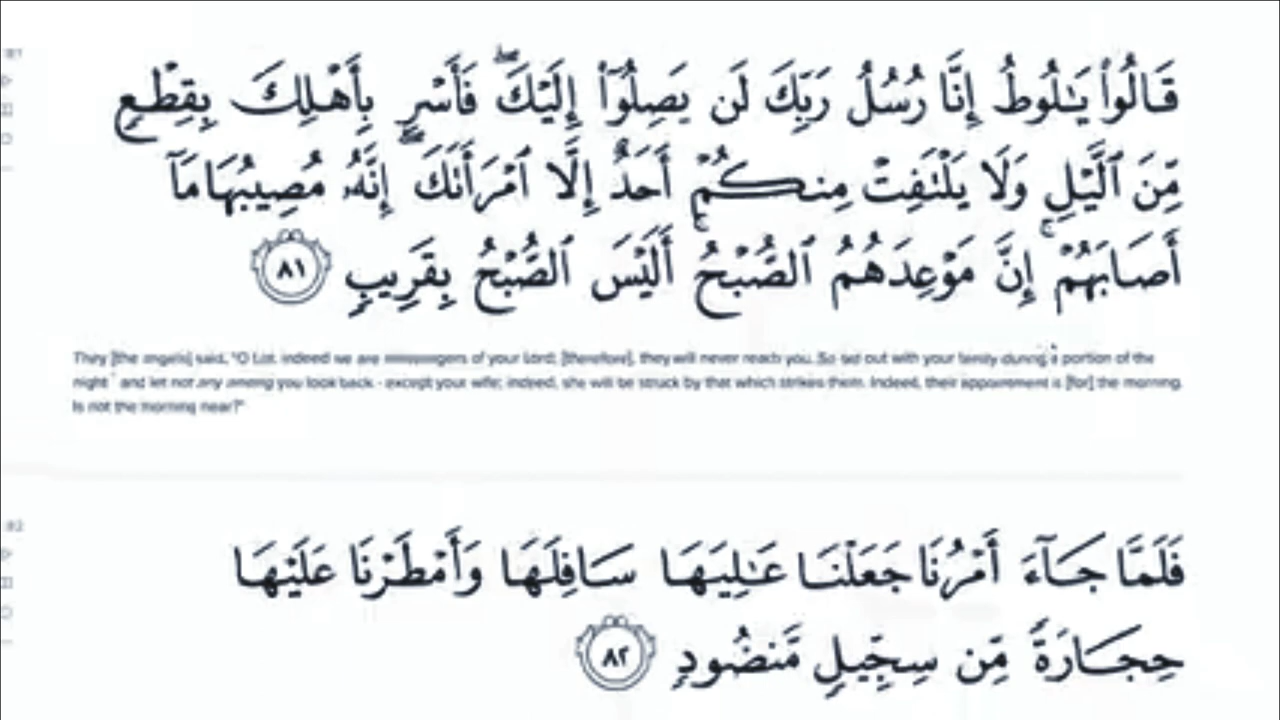 قَالُوا۟ يَـٰلُوطُ إِنَّا رُسُلُ رَبِّكَ لَن يَصِلُوٓا۟ إِلَيْكَ ۖ فَأَسْرِ بِأَهْلِكَ بِقِطْعٍ
مِّنَ ٱلَّيْلِ وَلَا يَلْتَفِتْ مِنكُمْ أَحَدٌ إِلَّا ٱمْرَأَتَكَ ۖ إِنَّهُۥ مُصِيبُهَا مَآ
أَصَابَهُمْ ۚ إِنَّ مَوْعِدَهُمُ ٱلصُّبْحُ ۚ أَلَيْسَ ٱلصُّبْحُ بِقَرِيبٍ ٨١
They [the angels] said, "O Lot, indeed we are messengers of your Lord; [therefore], they will never reach you. So set out with your family during a portion of the
night* and let not any among you look back - except your wife; indeed, she will be struck by that which strikes them. Indeed, their appointment is [for] the morning.
Is not the morning near?"
فَلَمَّا جَآءَ أَمْرُنَا جَعَلْنَا عَـٰلِيَهَا سَافِلَهَا وَأَمْطَرْنَا عَلَيْهَا
حِجَارَةً مِّن سِجِّيلٍ مَّنضُودٍ ٨٢